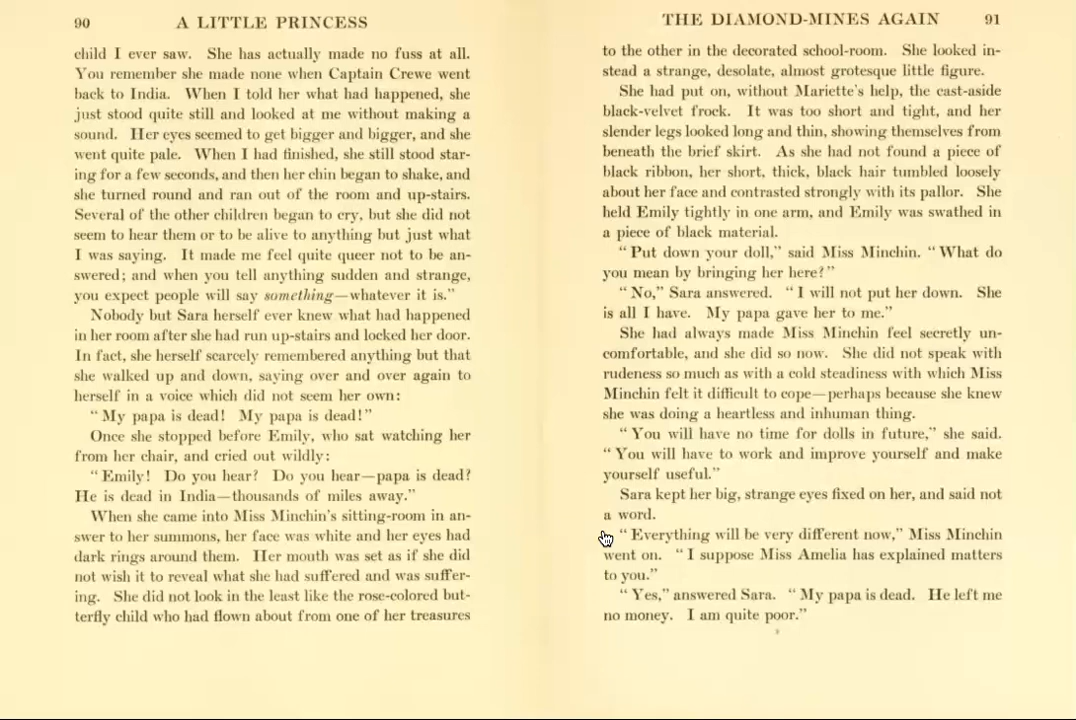 90 A LITTLE PRINCESS
child I ever saw. She has actually made no fuss at all.
You remember she made none when Captain Crewe went
back to India. When I told her what had happened, she
just stood quite still and looked at me without making a
sound. Her eyes seemed to get bigger and bigger, and she
went quite pale. When I had finished, she still stood star-
ing for a few seconds, and then her chin began to shake, and
she turned round and ran out of the room and up-stairs.
Several of the other children began to cry, but she did not
seem to hear them or to be alive to anything but just what
I was saying. It made me feel quite queer not to be an-
swered; and when you tell anything sudden and strange,
you expect people will say something—whatever it is."
Nobody but Sara herself ever knew what had happened
in her room after she had run up-stairs and locked her door.
In fact, she herself scarcely remembered anything but that
she walked up and down, saying over and over again to
herself in a voice which did not seem her own:
"My papa is dead! My papa is dead!"
Once she stopped before Emily, who sat watching her
from her chair, and cried out wildly:
"Emily! Do you hear? Do you hear—papa is dead?
He is dead in India—thousands of miles away."
When she came into Miss Minchin's sitting-room in an-
swer to her summons, her face was white and her eyes had
dark rings around them. Her mouth was set as if she did
not wish it to reveal what she had suffered and was suffer-
ing. She did not look in the least like the rose-colored but-
terfly child who had flown about from one of her treasures
THE DIAMOND-MINES AGAIN 91
to the other in the decorated school-room. She looked in-
stead a strange, desolate, almost grotesque little figure.
She had put on, without Mariette's help, the cast-aside
black-velvet frock. It was too short and tight, and her
slender legs looked long and thin, showing themselves from
beneath the brief skirt. As she had not found a piece of
black ribbon, her short, thick, black hair tumbled loosely
about her face and contrasted strongly with its pallor. She
held Emily tightly in one arm, and Emily was swathed in
a piece of black material.
"Put down your doll," said Miss Minchin. "What do
you mean by bringing her here?"
"No," Sara answered. "I will not put her down. She
is all I have. My papa gave her to me."
She had always made Miss Minchin feel secretly un-
comfortable, and she did so now. She did not speak with
rudeness so much as with a cold steadiness with which Miss
Minchin felt it difficult to cope—perhaps because she knew
she was doing a heartless and inhuman thing.
"You will have no time for dolls in future," she said.
"You will have to work and improve yourself and make
yourself useful."
Sara kept her big, strange eyes fixed on her, and said not
a word.
"Everything will be very different now," Miss Minchin
went on. "I suppose Miss Amelia has explained matters
to you."
"Yes," answered Sara. "My papa is dead. He left me
no money. I am quite poor."